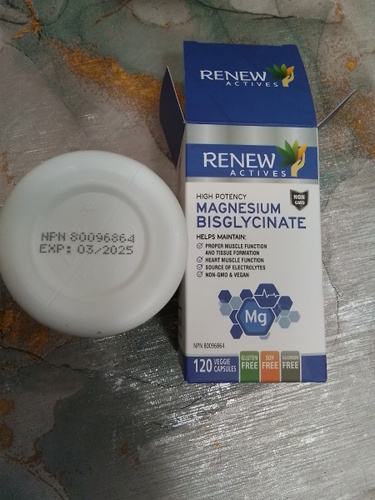 RENEW
ACTIVES
RENEW
ACTIVES
HIGH POTENCY
NON
GMO
MAGNESIUM
BISGLYCINATE
HELPS MAINTAIN:
PROPER MUSCLE FUNCTION
AND TISSUE FORMATION
HEART MUSCLE FUNCTION
SOURCE OF ELECTROLYTES
NON-GMO & VEGAN
Mg
NPN 80096864
120 VEGGIE CAPSULES
GLUTEN FREE
SOY FREE
FREE
NPN 80096864
EXP: 03/2025